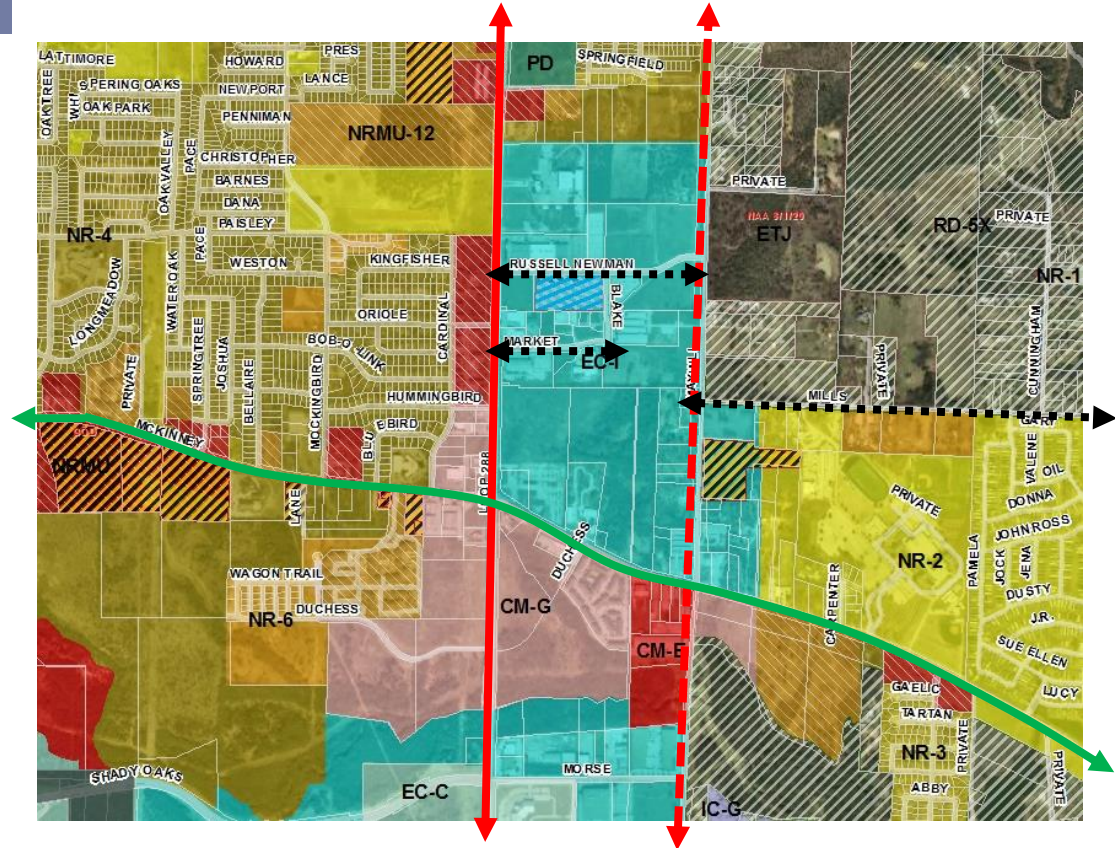 LATTIMORE
HOWARD
PRES
PD
SPRINGFIELD
SPERING OAKS
LANCE
OAK TREE
OAK PARK
NEWPORT
PENNIMAN
NRMU-12
OAK VALLEY
PACE
CHRISTOPHER
BARNES
DANA
PAISLEY
PRIVATE
ETJ
RD-5X
PRIVATE
NR-4
WATER OAK
PACE
WESTON
KINGFISHER
RUSSELL NEWMAN
NR-1
LONGMEADOW
ORIOLE
CARDINAL
BLAKE
SPRINGTREE
JOSHUA
BOB-O-LINK
MARKET
EC-I
PRIVATE
CUNNINGHAM
PRIVATE
BELLAIRE
MOCKINGBIRD
HUMMINGBIRD
MILLS
MCKINNEY
BLUEBIRD
GARY
NRMU
LOOP 288
VALENE
OIL
LANE
PRIVATE
DONNA
JOHN ROSS
DUCHESS
PAMELA
JOCK
JENA
WAGON TRAIL
NR-2
DUSTY
NR-6
DUCHESS
CM-G
CARPENTER
J.R.
CM-E
SUE ELLEN
GAELIC
LUCY
TARTAN
NR-3
PRIVATE
PRIVATE
SHADY OAKS
MORSE
EC-C
ABBY
IC-G